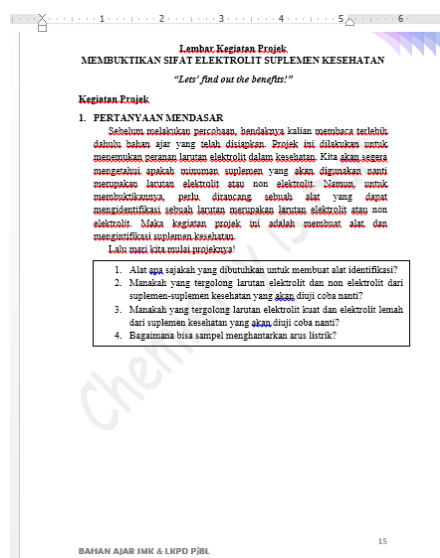 1 2 3 4 5 6
Lembar Kegiatan Projek
MEMBUKTIKAN SIFAT ELEKTROLIT SUPLEMEN KESEHATAN
“Lets’ find out the benefits!”
Kegiatan Projek
1. PERTANYAAN MENDASAR
Sebelum melakukan percobaan, hendaknya kalian membaca terlebih
dahulu bahan ajar yang telah disiapkan. Projek ini dilakukan untuk
menemukan peranan larutan elektrolit dalam kesehatan. Kita akan segera
mengetahui apakah minuman suplemen yang akan digunakan nanti
merupakan larutan elektrolit atau non elektrolit. Namun, untuk
membuktikannya, perlu dirancang sebuah alat yang dapat
mengidentifikasi sebuah larutan merupakan larutan elektrolit atau non
elektrolit. Maka kegiatan projek ini adalah membuat alat dan
mengintifikasi suplemen kesehatan.
Lalu mari kita mulai projeknya!
1. Alat apa sajakah yang dibutuhkan untuk membuat alat identifikasi?
2. Manakah yang tergolong larutan elektrolit dan non elektrolit dari
suplemen-suplemen kesehatan yang akan diuji coba nanti?
3. Manakah yang tergolong larutan elektrolit kuat dan elektrolit lemah
dari suplemen kesehatan yang akan diuji coba nanti?
4. Bagaimana bisa sampel menghantarkan arus listrik?
15
BAHAN AJAR SMK & LKPD PjBL